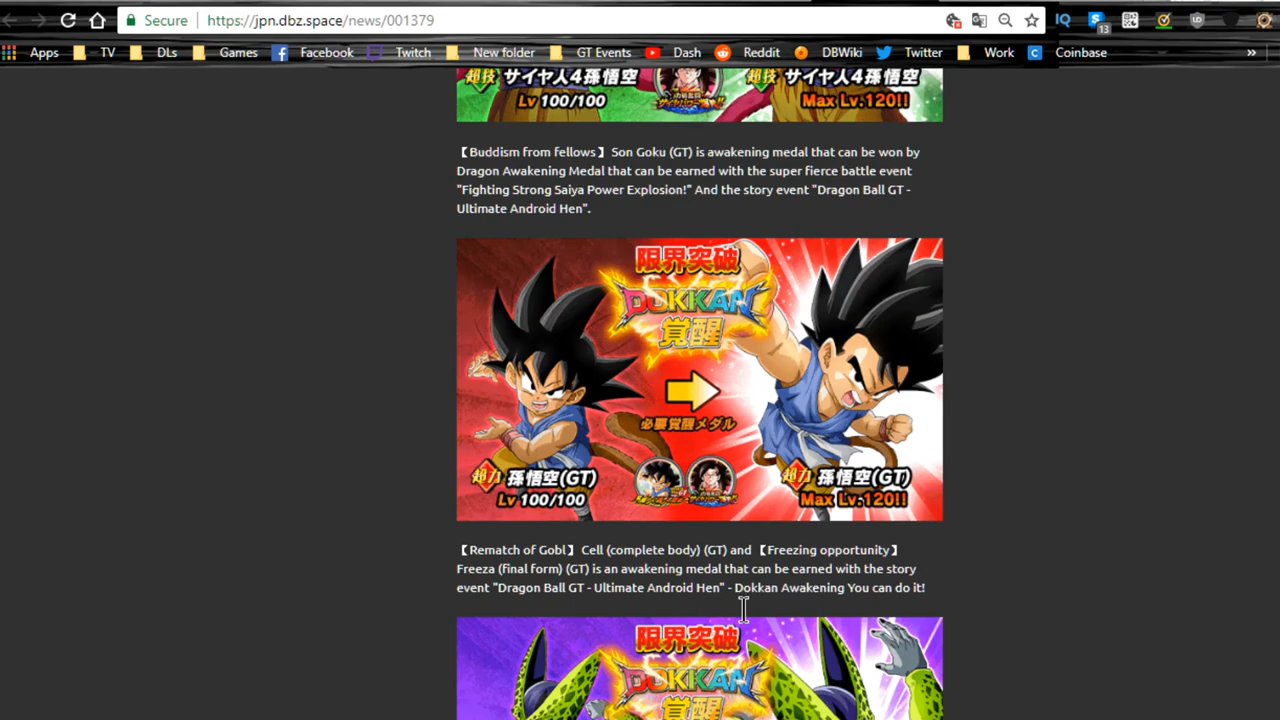 Secure | https://jpn.dbz.space/news/001379
13
Apps TV DLs Games Facebook Twitch New folder GT Events Dash Reddit DBWiki Twitter Work Coinbase »
超技 サイヤ人4孫悟空 超技 サイヤ人4孫悟空
Lv 100/100 Max Lv.120!!
【Buddism from fellows】 Son Goku (GT) is awakening medal that can be won by
Dragon Awakening Medal that can be earned with the super fierce battle event
"Fighting Strong Saiya Power Explosion!" And the story event "Dragon Ball GT -
Ultimate Android Hen".
限界突破
DOKKAN
覚醒
必要覚醒メダル
超力 孫悟空(GT) 超力 孫悟空(GT)
Lv 100/100 Max Lv.120!!
【Rematch of Gobl】 Cell (complete body) (GT) and 【Freezing opportunity】
Freeza (final form) (GT) is an awakening medal that can be earned with the story
event "Dragon Ball GT - Ultimate Android Hen" - Dokkan Awakening You can do it!
限界突破
DOKKAN